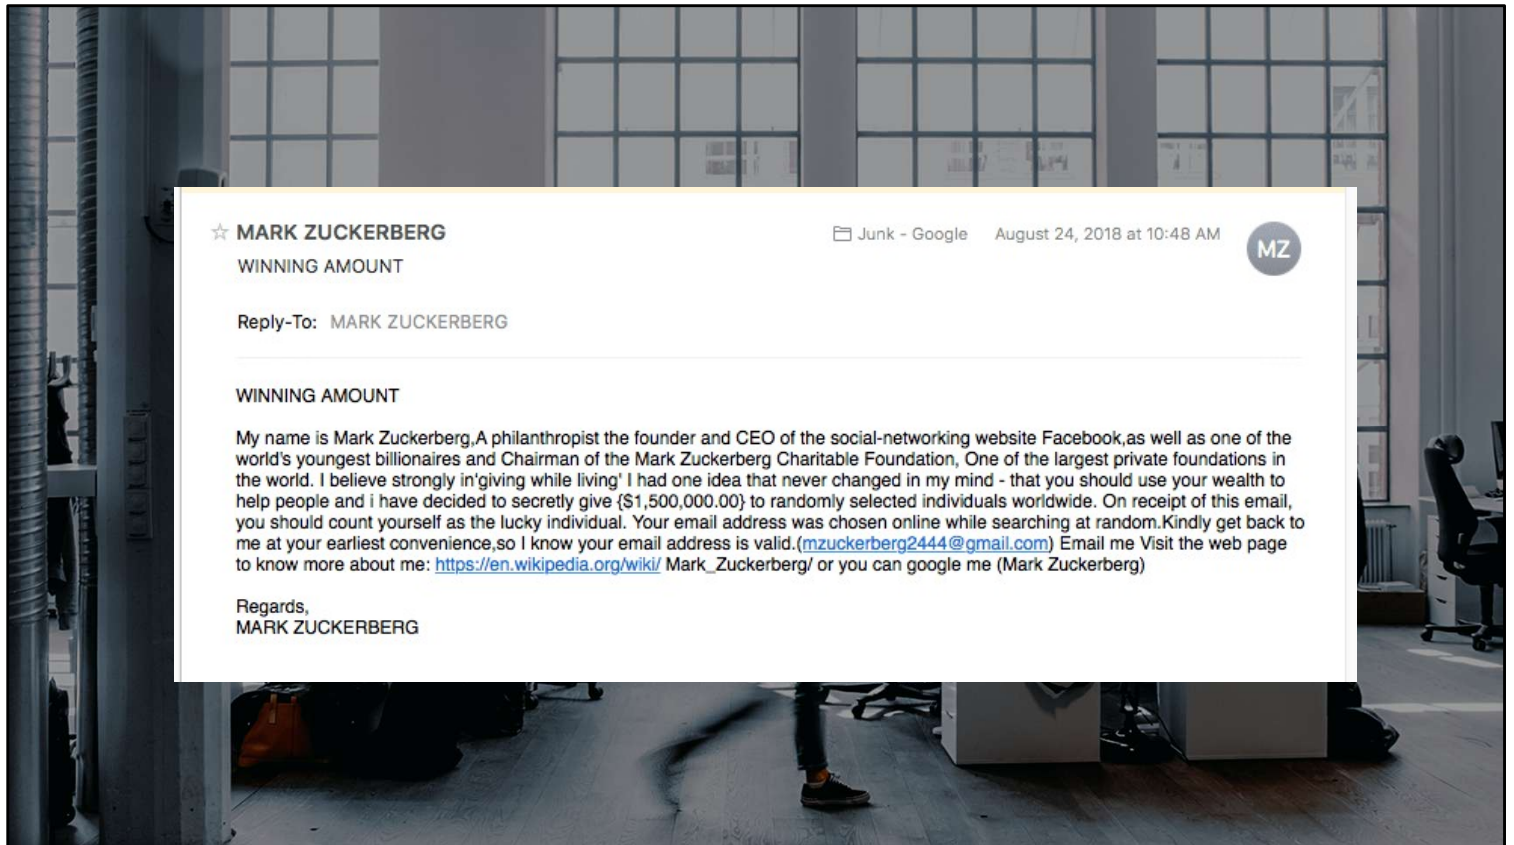 MARK ZUCKERBERG
Junk - Google August 24, 2018 at 10:48 AM
MZ
WINNING AMOUNT
Reply-To: MARK ZUCKERBERG
WINNING AMOUNT
My name is Mark Zuckerberg,A philanthropist the founder and CEO of the social-networking website Facebook,as well as one of the
world's youngest billionaires and Chairman of the Mark Zuckerberg Charitable Foundation, One of the largest private foundations in
the world. I believe strongly in'giving while living' I had one idea that never changed in my mind - that you should use your wealth to
help people and i have decided to secretly give {$1,500,000.00} to randomly selected individuals worldwide. On receipt of this email,
you should count yourself as the lucky individual. Your email address was chosen online while searching at random.Kindly get back to
me at your earliest convenience,so I know your email address is valid.(mzuckerberg2444@gmail.com) Email me Visit the web page
to know more about me: https://en.wikipedia.org/wiki/ Mark_Zuckerberg/ or you can google me (Mark Zuckerberg)
Regards,
MARK ZUCKERBERG